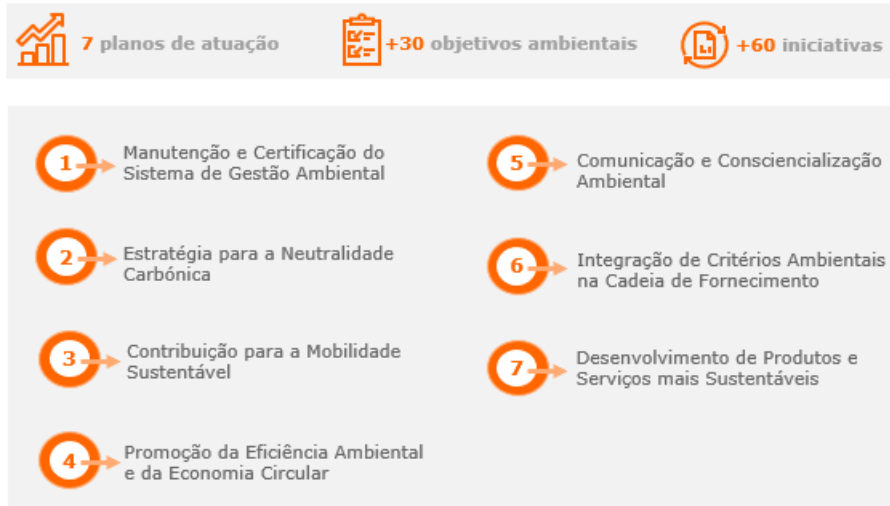 7 planos de atuação
+30 objetivos ambientais
+60 iniciativas
1
Manutenção e Certificação do
Sistema de Gestão Ambiental
2
Estratégia para a Neutralidade
Carbónica
3
Contribuição para a Mobilidade
Sustentável
4
Promoção da Eficiência Ambiental
e da Economia Circular
5
Comunicação e Consciencialização
Ambiental
6
Integração de Critérios Ambientais
na Cadeia de Fornecimento
7
Desenvolvimento de Produtos e
Serviços mais Sustentáveis